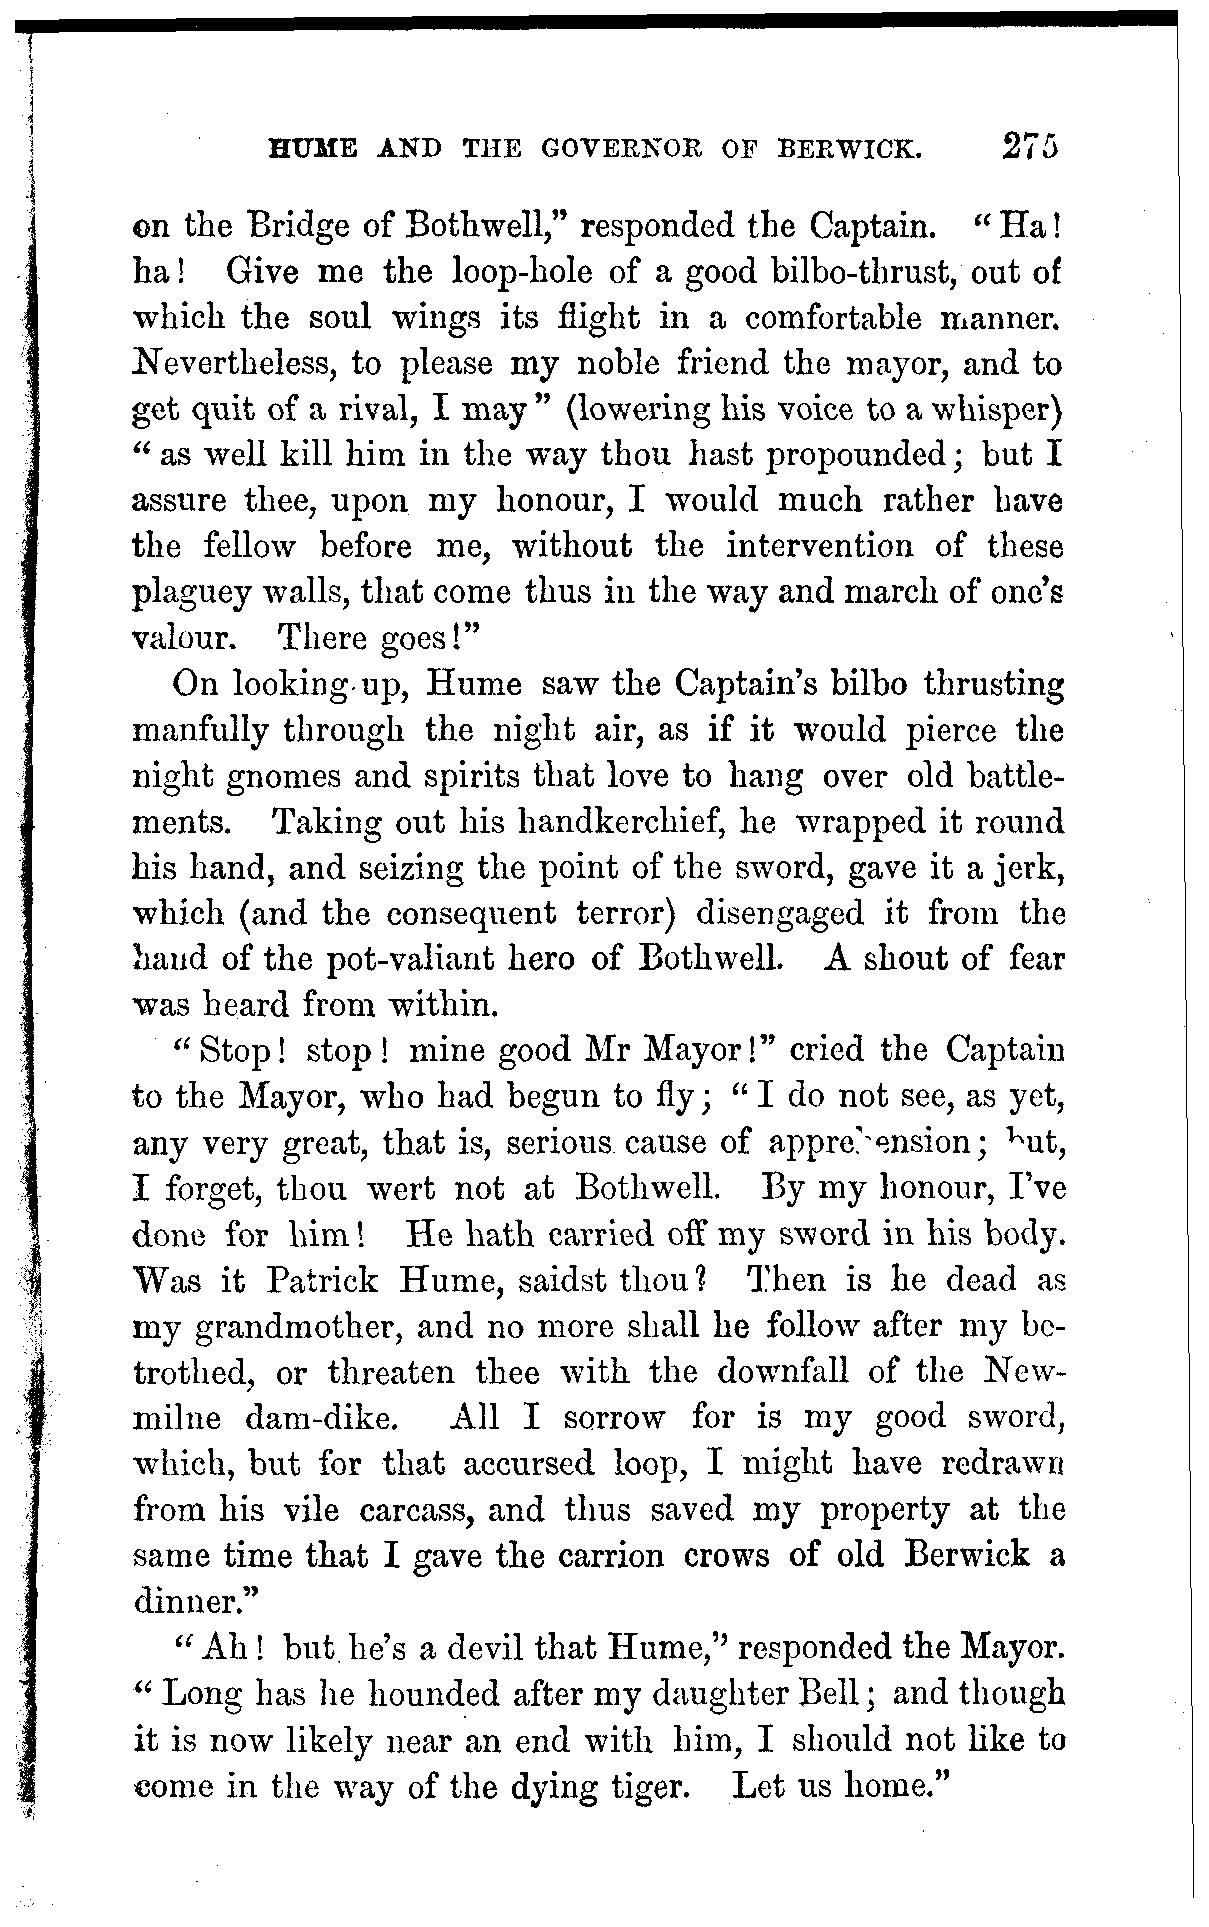 HUME AND THE GOVERNOR OF BERWICK. 275
on the Bridge of Bothwell,” responded the Captain. “Ha!
ha! Give me the loop-hole of a good bilbo-thrust, out of
which the soul wings its flight in a comfortable manner.
Nevertheless, to please my noble friend the mayor, and to
get quit of a rival, I may” (lowering his voice to a whisper)
“as well kill him in the way thou hast propounded; but I
assure thee, upon my honour, I would much rather have
the fellow before me, without the intervention of these
plaguey walls, that come thus in the way and march of one’s
valour. There goes!”
On looking up, Hume saw the Captain’s bilbo thrusting
manfully through the night air, as if it would pierce the
night gnomes and spirits that love to hang over old battle-
ments. Taking out his handkerchief, he wrapped it round
his hand, and seizing the point of the sword, gave it a jerk,
which (and the consequent terror) disengaged it from the
hand of the pot-valiant hero of Bothwell. A shout of fear
was heard from within.
“Stop! stop! mine good Mr Mayor!” cried the Captain
to the Mayor, who had begun to fly; “I do not see, as yet,
any very great, that is, serious cause of apprehension; but,
I forget, thou wert not at Bothwell. By my honour, I’ve
done for him! He hath carried off my sword in his body.
Was it Patrick Hume, saidst thou? Then is he dead as
my grandmother, and no more shall he follow after my be-
trothed, or threaten thee with the downfall of the New-
milne dam-dike. All I sorrow for is my good sword,
which, but for that accursed loop, I might have redrawn
from his vile carcass, and thus saved my property at the
same time that I gave the carrion crows of old Berwick a
dinner.”
“Ah! but he’s a devil that Hume,” responded the Mayor.
“Long has he hounded after my daughter Bell; and though
it is now likely near an end with him, I should not like to
come in the way of the dying tiger. Let us home.”